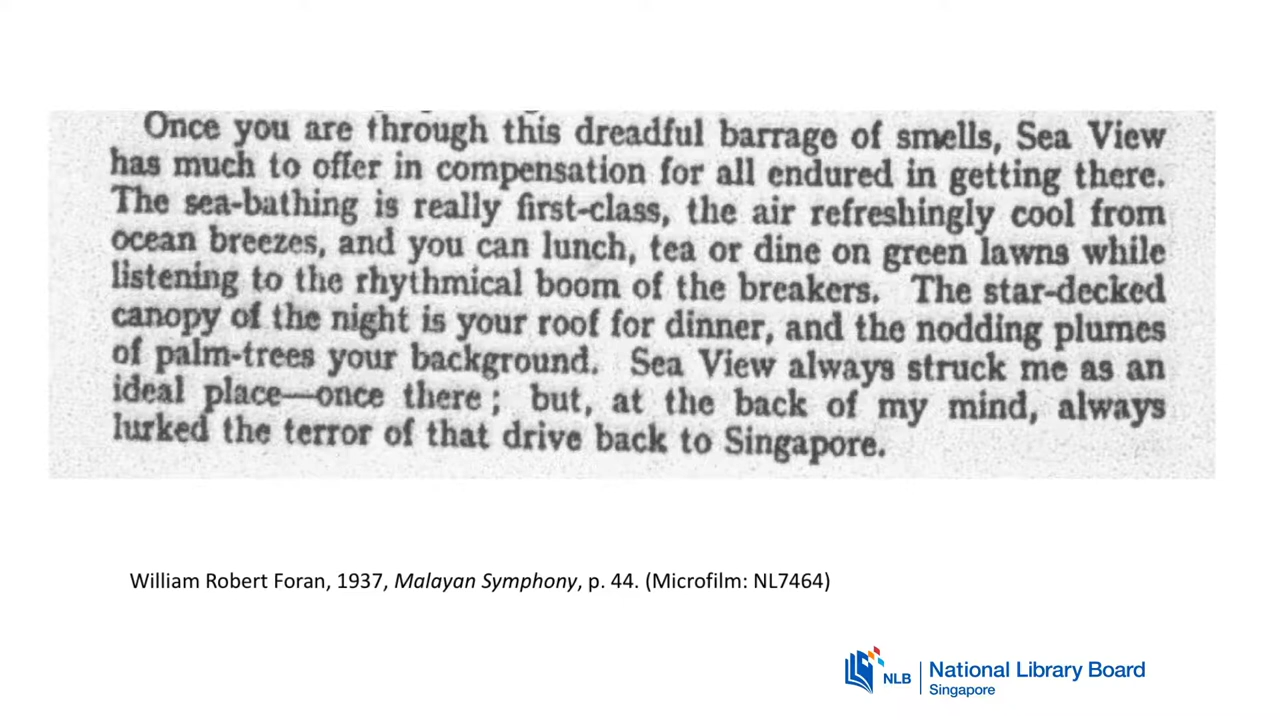 Once you are through this dreadful barrage of smells, Sea View
has much to offer in compensation for all endured in getting there.
The sea-bathing is really first-class, the air refreshingly cool from
ocean breezes, and you can lunch, tea or dine on green lawns while
listening to the rhythmical boom of the breakers. The star-decked
canopy of the night is your roof for dinner, and the nodding plumes
of palm-trees your background. Sea View always struck me as an
ideal place—once there; but, at the back of my mind, always
lurked the terror of that drive back to Singapore.
William Robert Foran, 1937, Malayan Symphony, p. 44. (Microfilm: NL7464)
NLB
National Library Board
Singapore